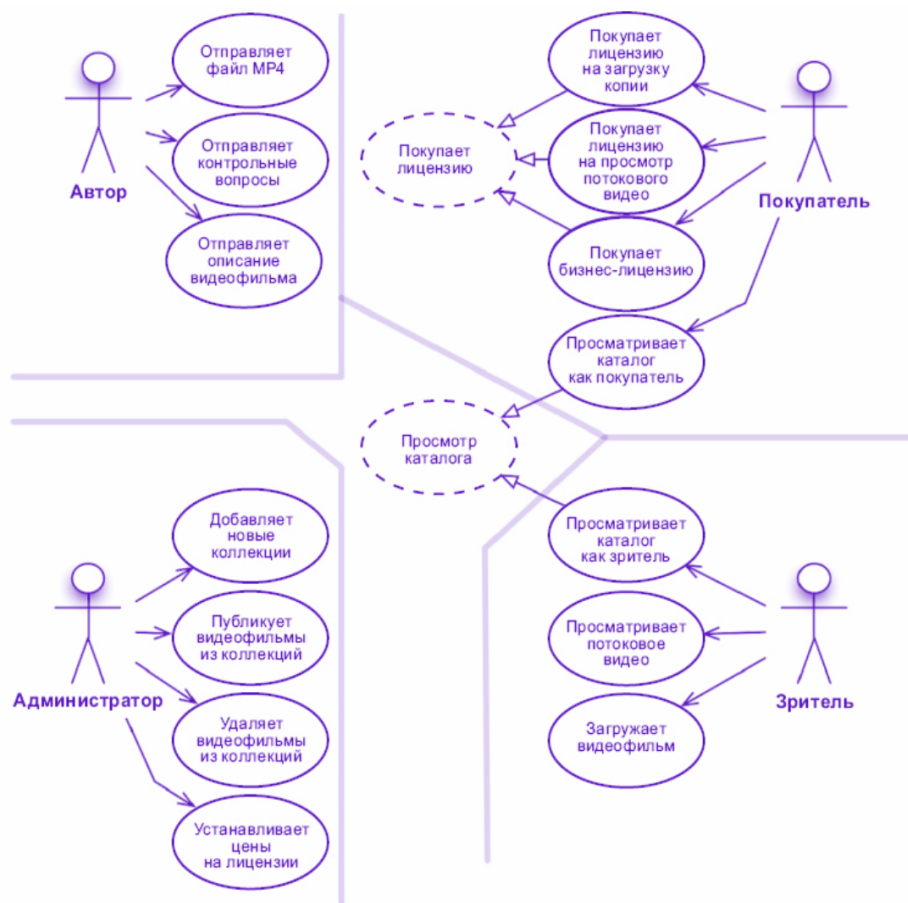 Отправляет
файл MP4
Отправляет
контрольные
вопросы
Автор
Отправляет
описание
видеофильма
Покупает
лицензию
на загрузку
копии
Покупает
лицензию
Покупает
лицензию
на просмотр
потокового
видео
Покупатель
Покупает
бизнес-лицензию
Просматривает
каталог
как покупатель
Просмотр
каталога
Добавляет
новые
коллекции
Публикует
видеофильмы
из коллекций
Администратор
Удаляет
видеофильмы
из коллекций
Устанавливает
цены
на лицензии
Просматривает
каталог
как зритель
Просматривает
потоковое
видео
Зритель
Загружает
видеофильм